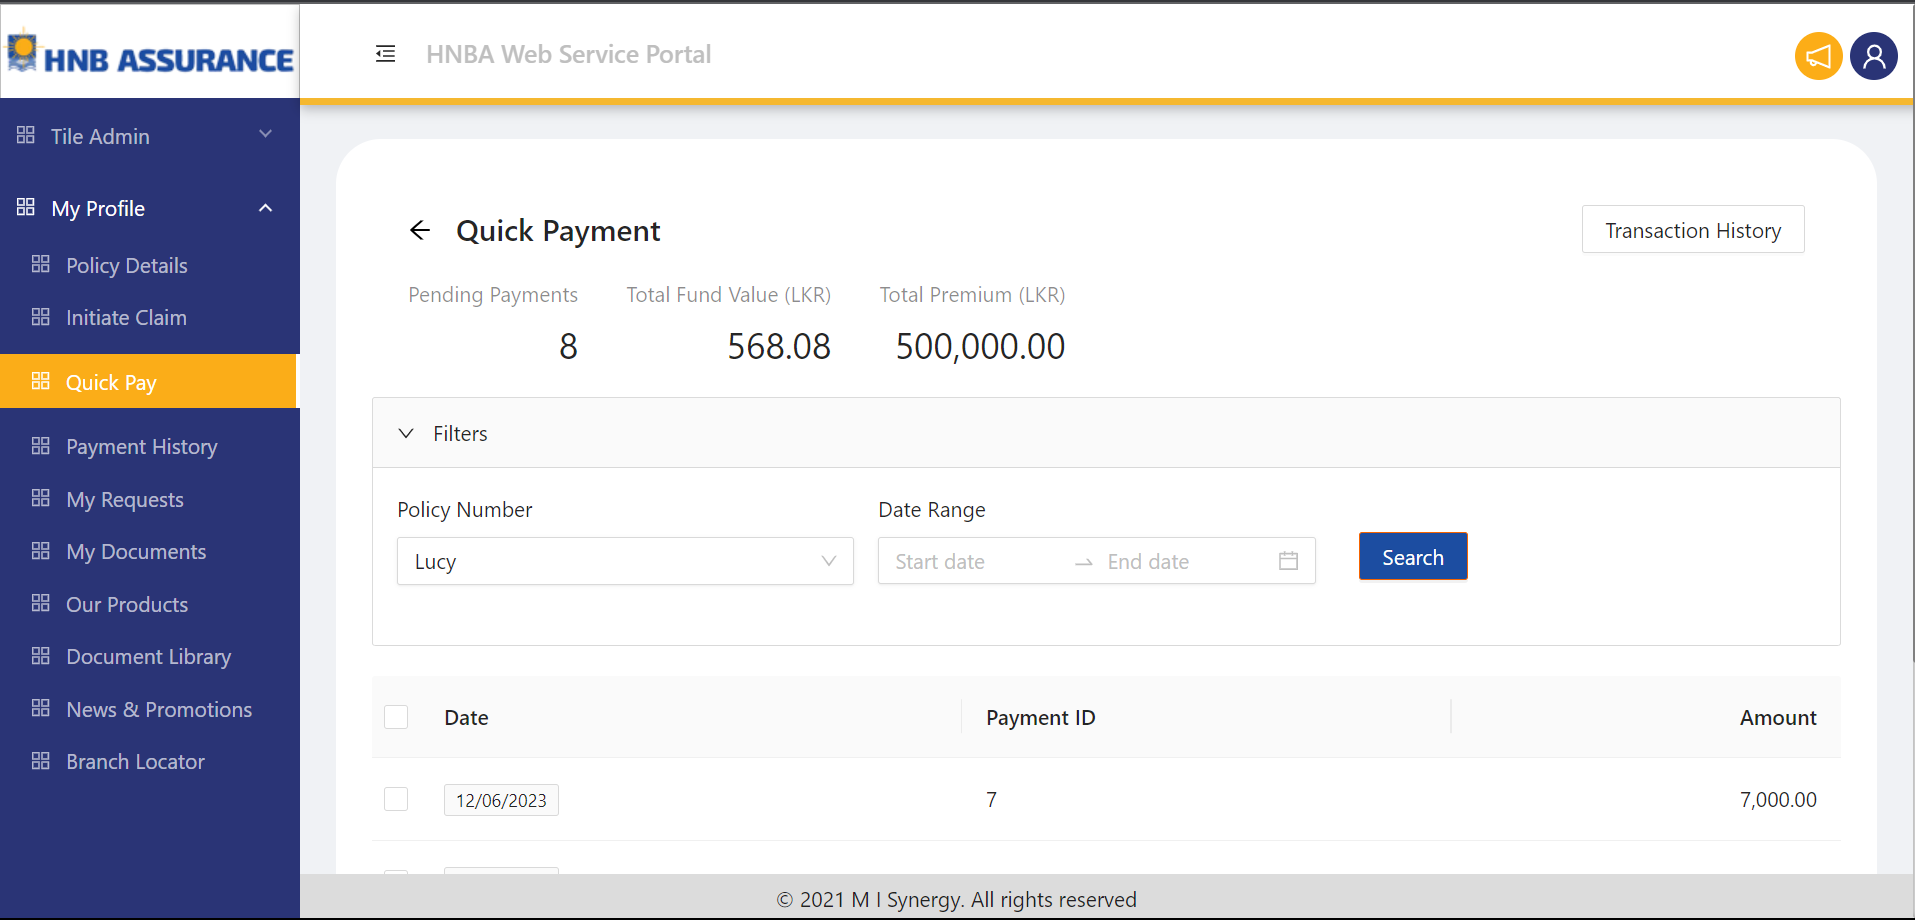 HNB ASSURANCE
HNBA Web Service Portal
Tile Admin
My Profile
Policy Details
Initiate Claim
Quick Pay
Payment History
My Requests
My Documents
Our Products
Document Library
News & Promotions
Branch Locator
Quick Payment
Transaction History
Pending Payments Total Fund Value (LKR) Total Premium (LKR)
8 568.08 500,000.00
Filters
Policy Number Date Range
Lucy Start date End date Search
Date Payment ID Amount
12/06/2023 7 7,000.00
© 2021 M I Synergy. All rights reserved